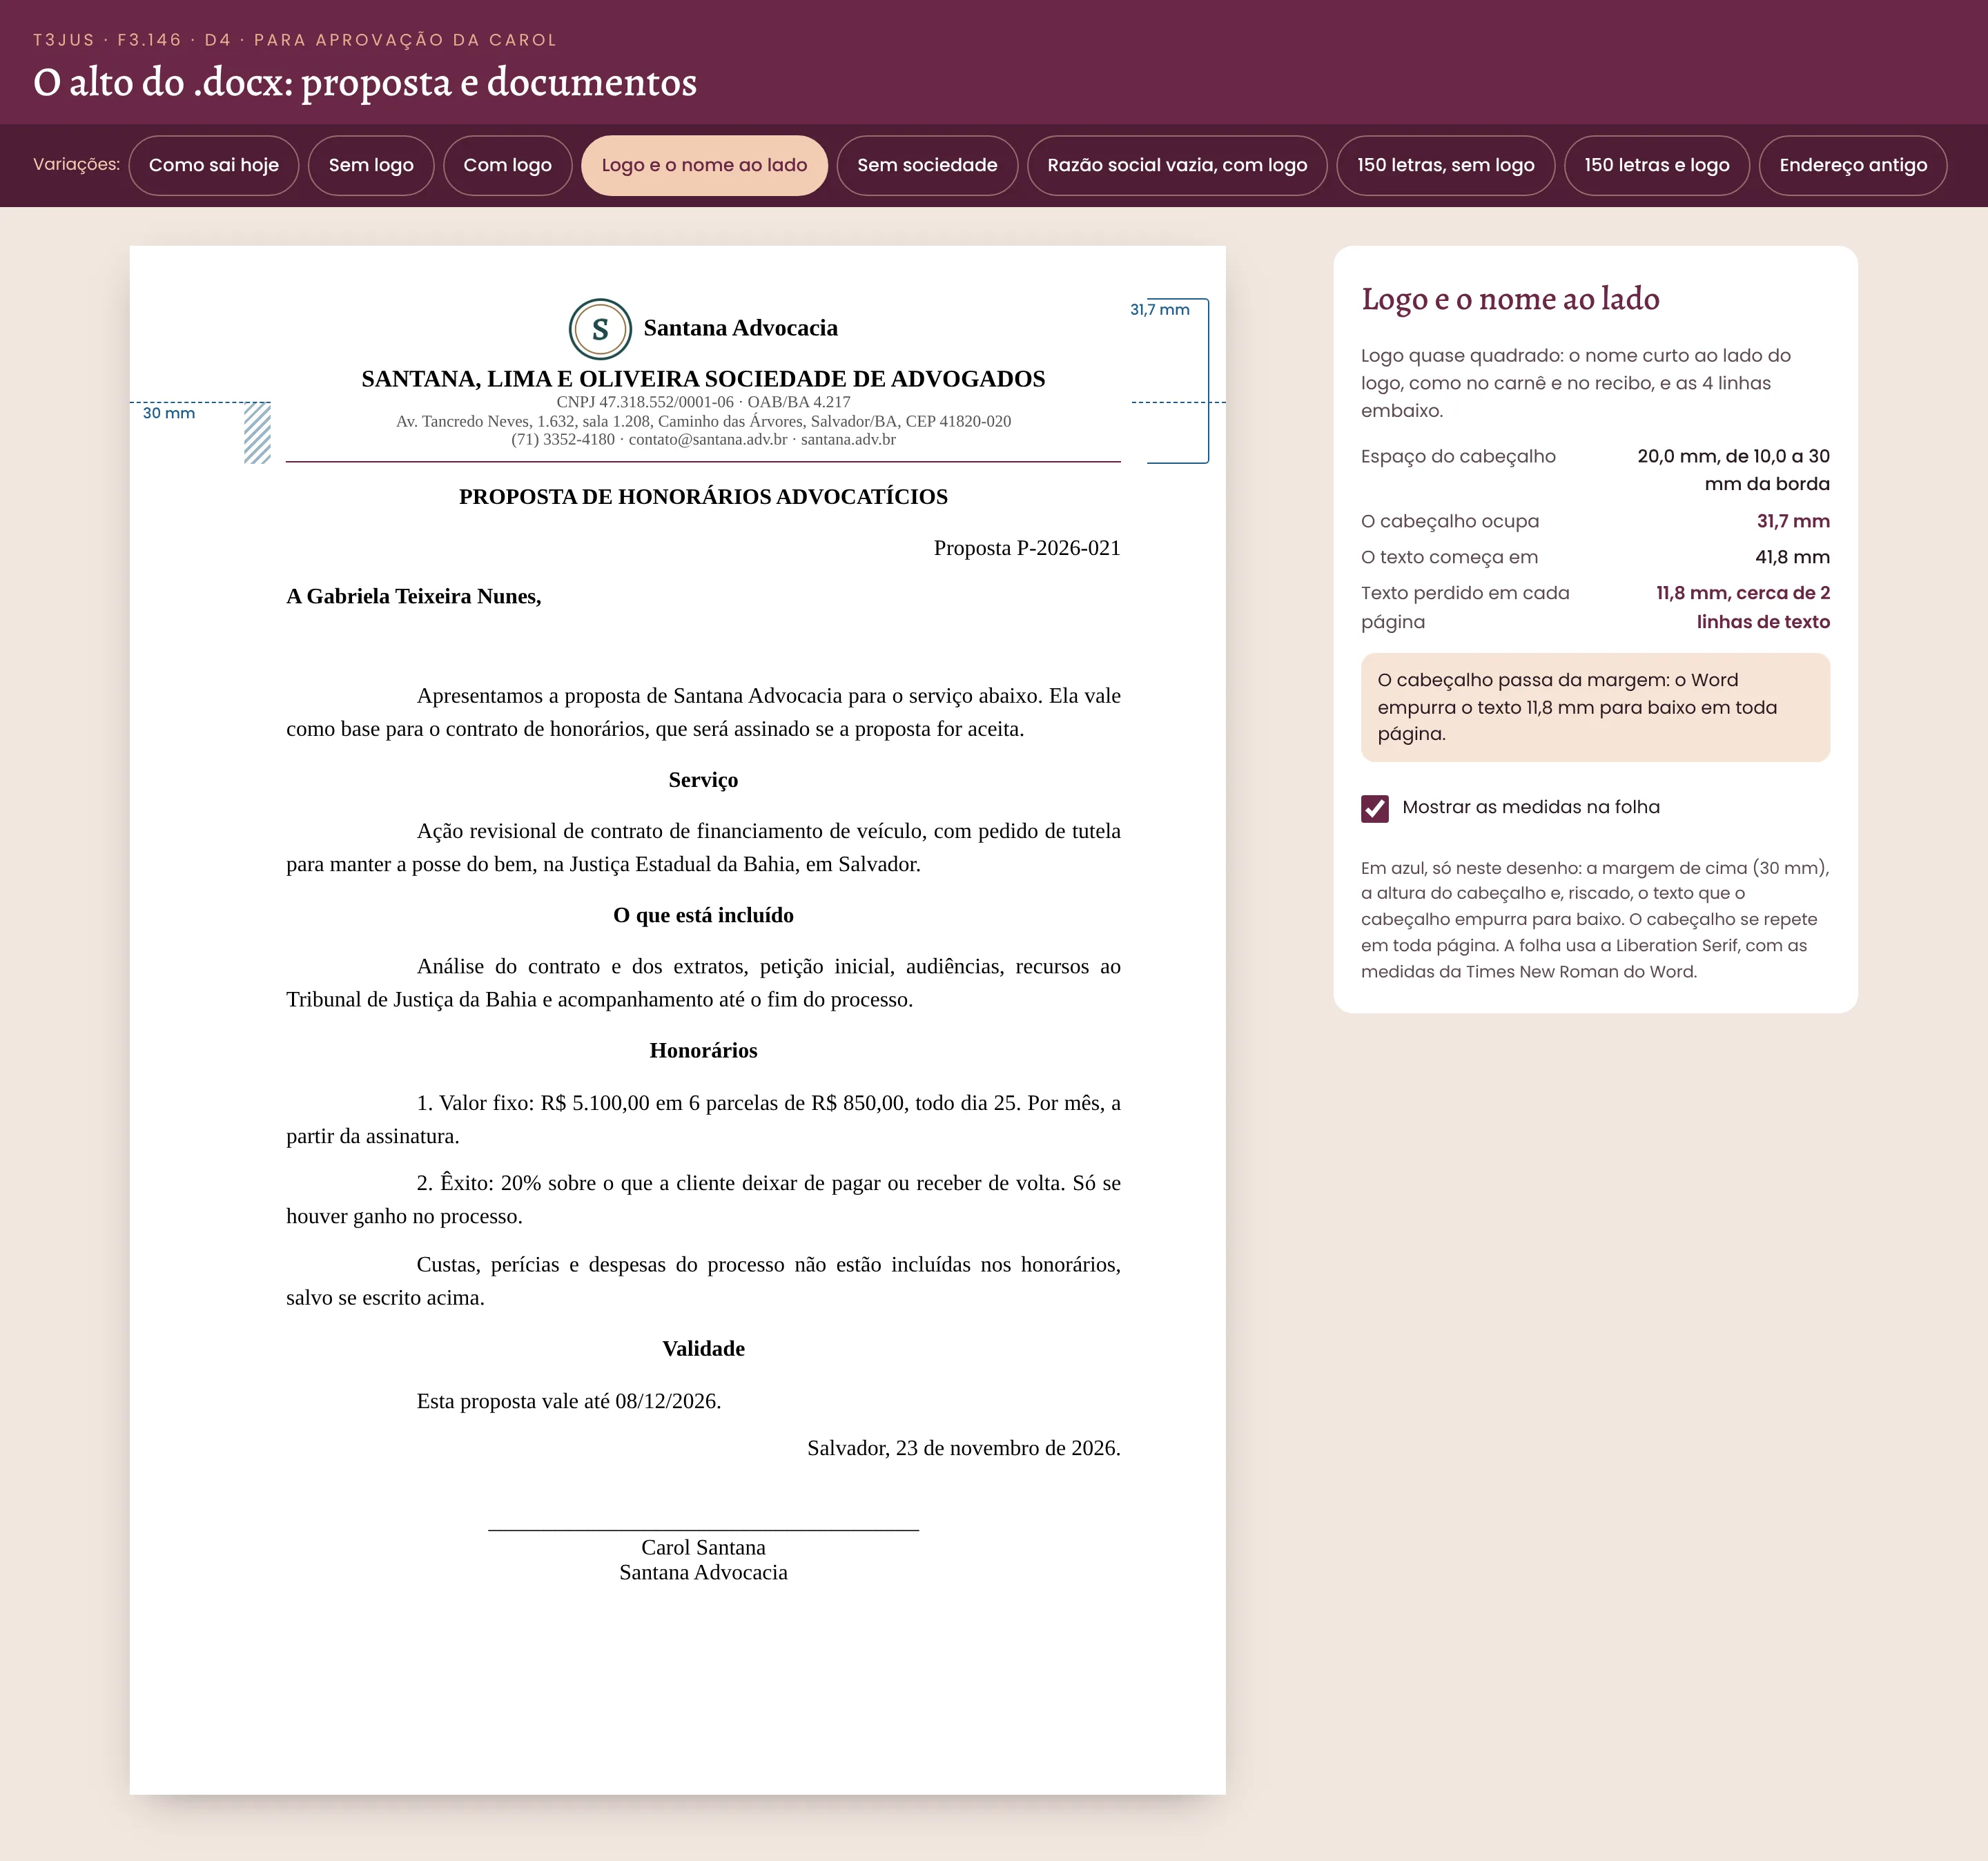 T3JUS · F3.146 · D4 · PARA APROVAÇÃO DA CAROL
O alto do .docx: proposta e documentos
Variações:
Como sai hoje
Sem logo
Com logo
Logo e o nome ao lado
Sem sociedade
Razão social vazia, com logo
150 letras, sem logo
150 letras e logo
Endereço antigo
S
Santana Advocacia
31,7 mm
SANTANA, LIMA E OLIVEIRA SOCIEDADE DE ADVOGADOS
CNPJ 47.318.552/0001-06 · OAB/BA 4.217
30 mm
Av. Tancredo Neves, 1.632, sala 1.208, Caminho das Árvores, Salvador/BA, CEP 41820-020
(71) 3352-4180 · contato@santana.adv.br · santana.adv.br
PROPOSTA DE HONORÁRIOS ADVOCATÍCIOS
Proposta P-2026-021
A Gabriela Teixeira Nunes,
Apresentamos a proposta de Santana Advocacia para o serviço abaixo. Ela vale
como base para o contrato de honorários, que será assinado se a proposta for aceita.
Serviço
Ação revisional de contrato de financiamento de veículo, com pedido de tutela
para manter a posse do bem, na Justiça Estadual da Bahia, em Salvador.
O que está incluído
Análise do contrato e dos extratos, petição inicial, audiências, recursos ao
Tribunal de Justiça da Bahia e acompanhamento até o fim do processo.
Honorários
1. Valor fixo: R$ 5.100,00 em 6 parcelas de R$ 850,00, todo dia 25. Por mês, a
partir da assinatura.
2. Êxito: 20% sobre o que a cliente deixar de pagar ou receber de volta. Só se
houver ganho no processo.
Custas, perícias e despesas do processo não estão incluídas nos honorários,
salvo se escrito acima.
Validade
Esta proposta vale até 08/12/2026.
Salvador, 23 de novembro de 2026.
Carol Santana
Santana Advocacia
Logo e o nome ao lado
Logo quase quadrado: o nome curto ao lado do
logo, como no carnê e no recibo, e as 4 linhas
embaixo.
Espaço do cabeçalho 20,0 mm, de 10,0 a 30
mm da borda
O cabeçalho ocupa 31,7 mm
O texto começa em 41,8 mm
Texto perdido em cada 11,8 mm, cerca de 2
página linhas de texto
O cabeçalho passa da margem: o Word
empurra o texto 11,8 mm para baixo em toda
página.
Mostrar as medidas na folha
Em azul, só neste desenho: a margem de cima (30 mm),
a altura do cabeçalho e, riscado, o texto que o
cabeçalho empurra para baixo. O cabeçalho se repete
em toda página. A folha usa a Liberation Serif, com as
medidas da Times New Roman do Word.